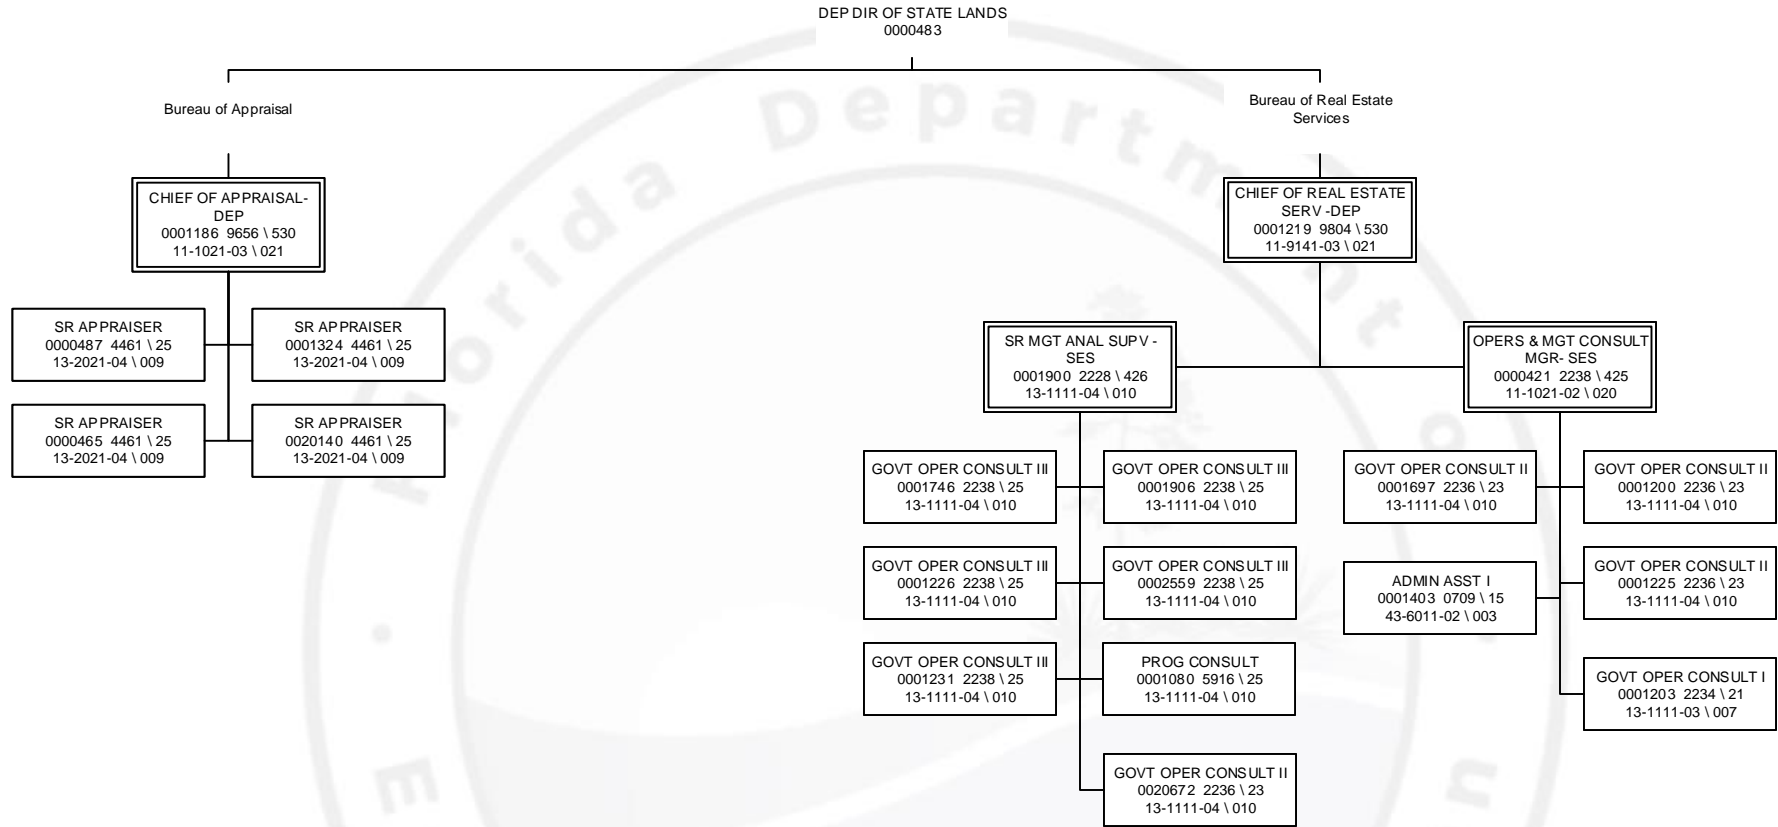 DEP DIR OF STATE LANDS
0000483
Bureau of Appraisal
Bureau of Real Estate
Services
CHIEF OF APPRAISAL-
DEP
0001186 9656 \ 530
11-1021-03 \ 021
SR APPRAISER
0000487 4461 \ 25
13-2021-04 \ 009
SR APPRAISER
0001324 4461 \ 25
13-2021-04 \ 009
SR APPRAISER
0000465 4461 \ 25
13-2021-04 \ 009
SR APPRAISER
0020140 4461 \ 25
13-2021-04 \ 009
CHIEF OF REAL ESTATE
SERV -DEP
0001219 9804 \ 530
11-9141-03 \ 021
SR MGT ANAL SUPV -
SES
0001900 2228 \ 426
13-1111-04 \ 010
OPERS & MGT CONSULT
MGR- SES
0000421 2238 \ 425
11-1021-02 \ 020
GOVT OPER CONSULT III
0001746 2238 \ 25
13-1111-04 \ 010
GOVT OPER CONSULT III
0001906 2238 \ 25
13-1111-04 \ 010
GOVT OPER CONSULT III
0001226 2238 \ 25
13-1111-04 \ 010
GOVT OPER CONSULT III
0002559 2238 \ 25
13-1111-04 \ 010
GOVT OPER CONSULT III
0001231 2238 \ 25
13-1111-04 \ 010
PROG CONSULT
0001080 5916 \ 25
13-1111-04 \ 010
GOVT OPER CONSULT II
0020672 2236 \ 23
13-1111-04 \ 010
GOVT OPER CONSULT II
0001697 2236 \ 23
13-1111-04 \ 010
GOVT OPER CONSULT II
0001200 2236 \ 23
13-1111-04 \ 010
ADMIN ASST I
0001403 0709 \ 15
43-6011-02 \ 003
GOVT OPER CONSULT II
0001225 2236 \ 23
13-1111-04 \ 010
GOVT OPER CONSULT I
0001203 2234 \ 21
13-1111-03 \ 007
Florida Department o